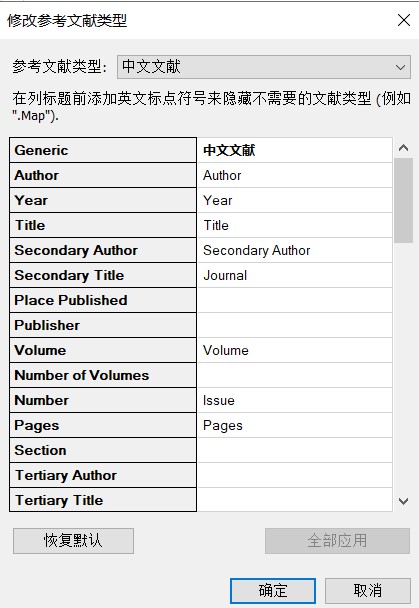 修改参考文献类型
参考文献类型: 中文文献
在列标题前添加英文标点符号来隐藏不需要的文献类型 (例如
".Map").
Generic 中文文献
Author Author
Year Year
Title Title
Secondary Author Secondary Author
Secondary Title Journal
Place Published
Publisher
Volume Volume
Number of Volumes
Number Issue
Pages Pages
Section
Tertiary Author
Tertiary Title
恢复默认 全部应用
确定 取消